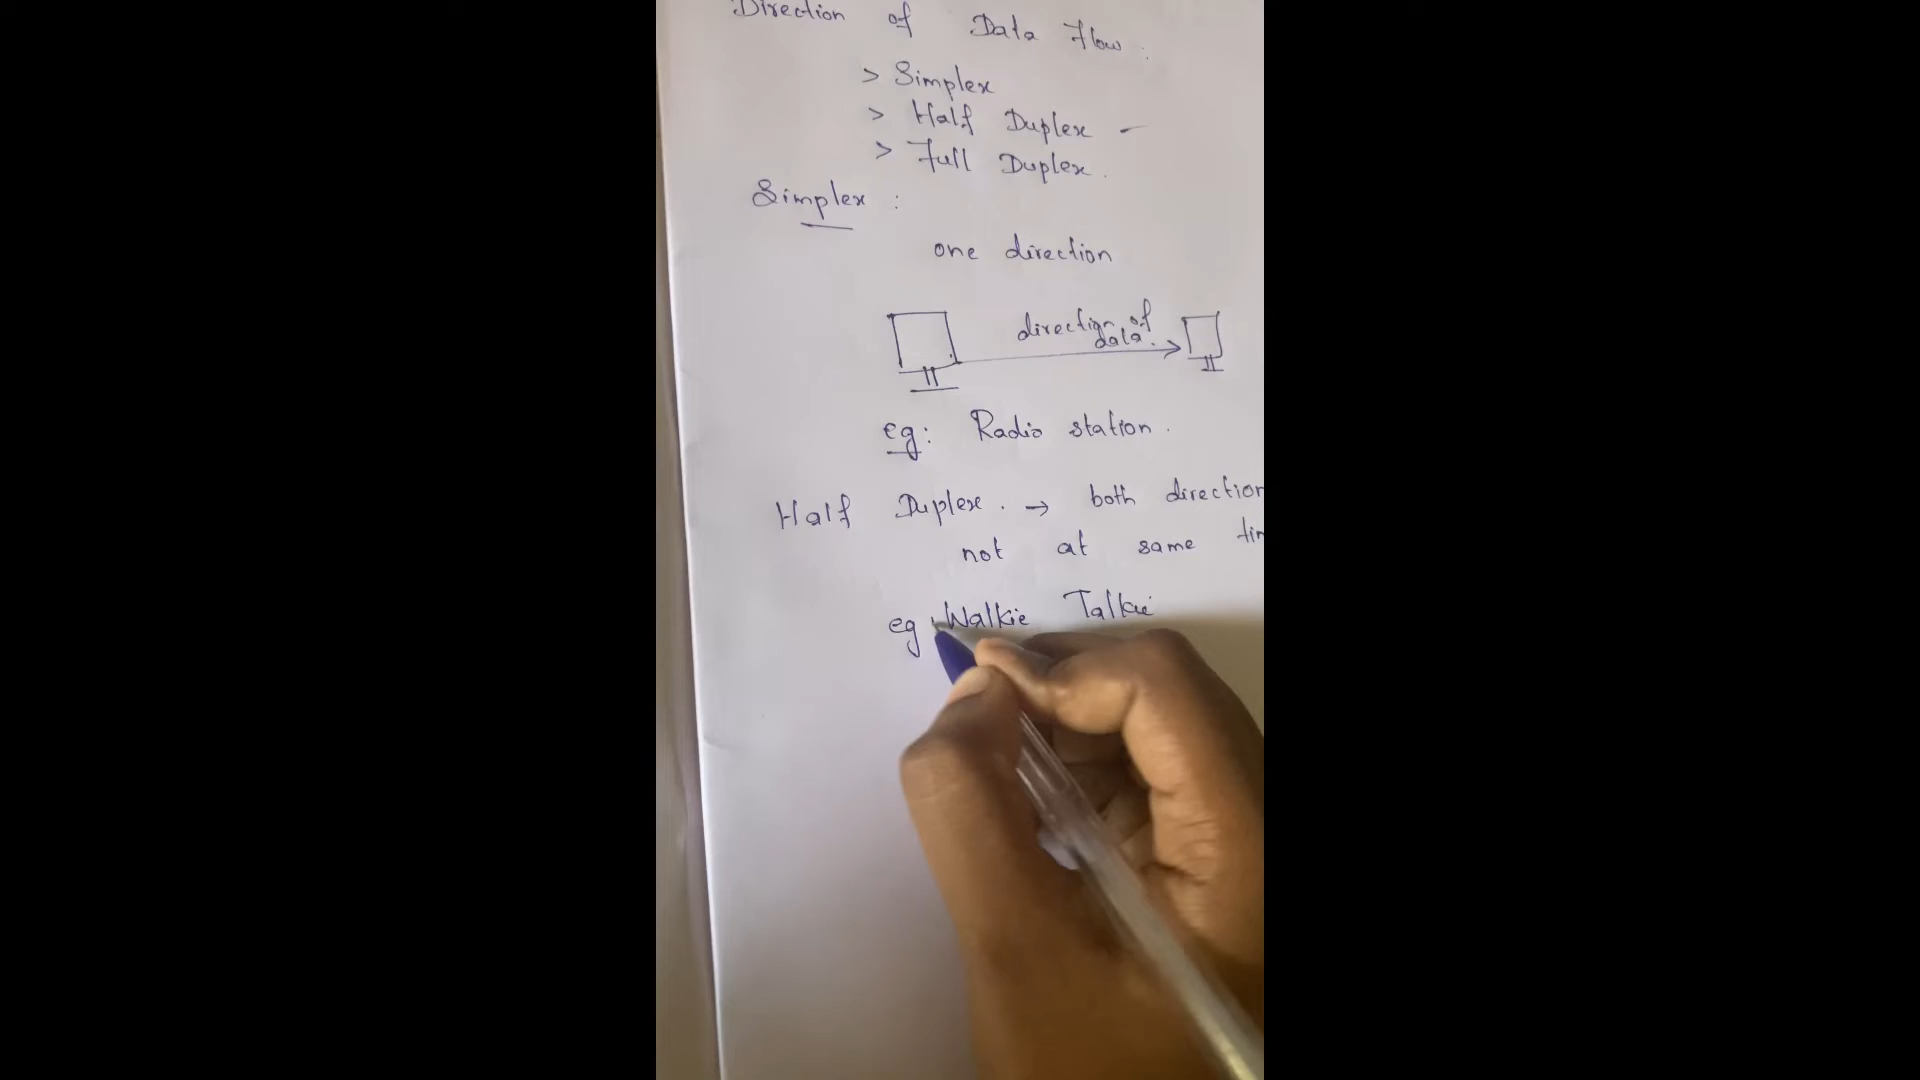 Direction of Data Flow :
> Simplex
> Half Duplex -
> Full Duplex.
Simplex :
one direction
direction of
data.
eg: Radio station.
Half Duplex. → both direction
not at same
eg: Walkie Talkie